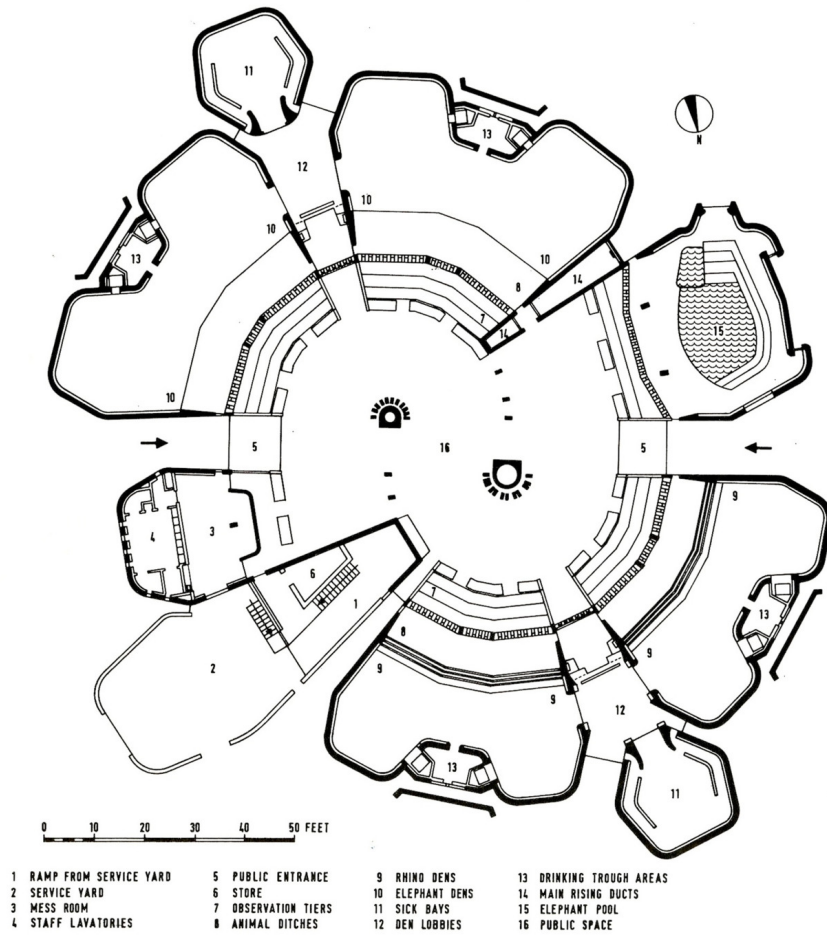 11
N
13
12
10
10
13
10
8
14
7
14
15
10
5
16
5
9
4
3
6
1
7
13
8
9
2
9
9
12
13
11
0 10 20 30 40 50 FEET
1 RAMP FROM SERVICE YARD
2 SERVICE YARD
3 MESS ROOM
4 STAFF LAVATORIES
5 PUBLIC ENTRANCE
6 STORE
7 OBSERVATION TIERS
8 ANIMAL DITCHES
9 RHINO DENS
10 ELEPHANT DENS
11 SICK BAYS
12 DEN LOBBIES
13 DRINKING TROUGH AREAS
14 MAIN RISING DUCTS
15 ELEPHANT POOL
16 PUBLIC SPACE